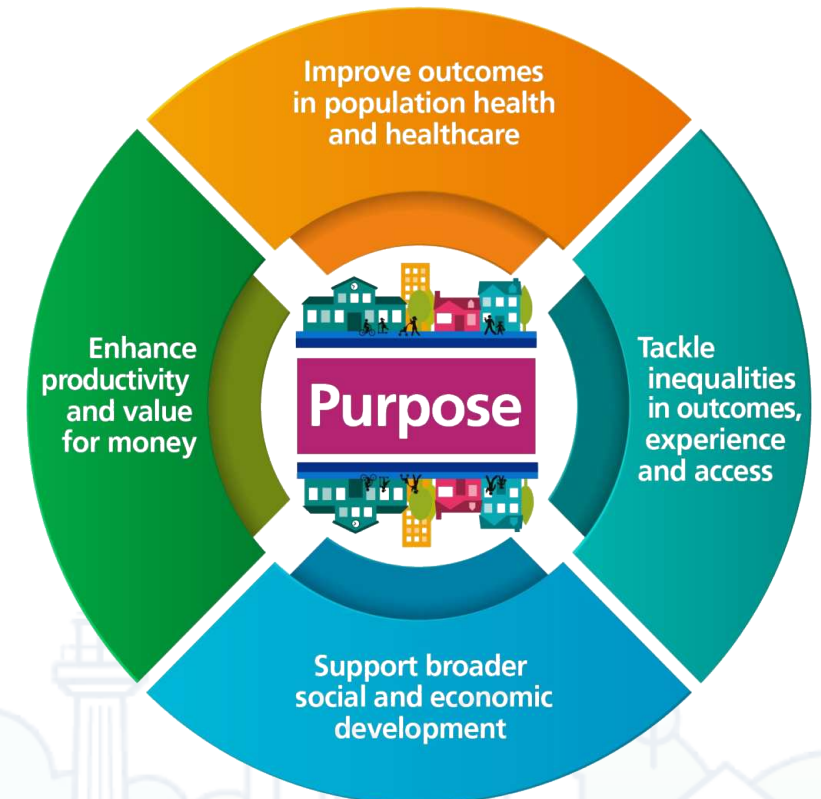 Improve outcomes
in population health
and healthcare
Tackle
inequalities
in outcomes,
experience
and access
Support broader
social and economic
development
Enhance
productivity
and value
for money
Purpose